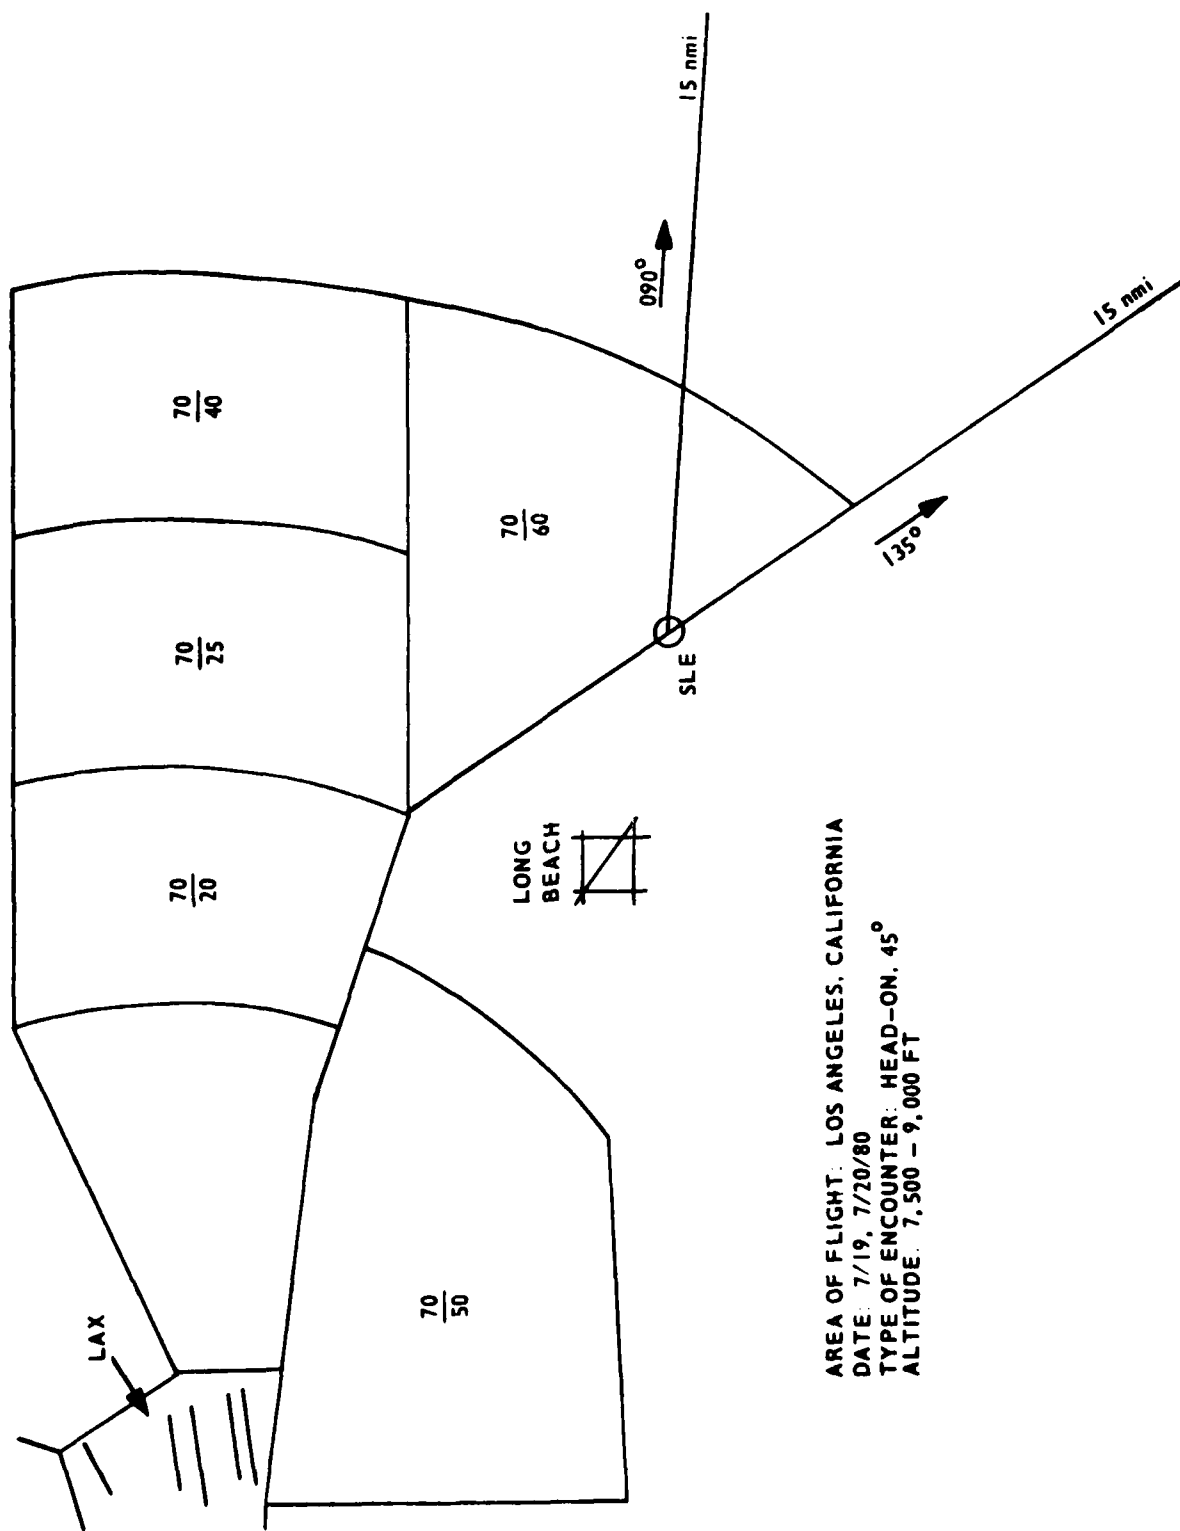 LAX
70
20
70
25
70
40
70
50
70
60
LONG
BEACH
SLE
090°
15 nmi
135°
15 nmi
AREA OF FLIGHT: LOS ANGELES, CALIFORNIA
DATE: 7/19, 7/20/80
TYPE OF ENCOUNTER: HEAD-ON, 45°
ALTITUDE: 7,500 - 9,000 FT